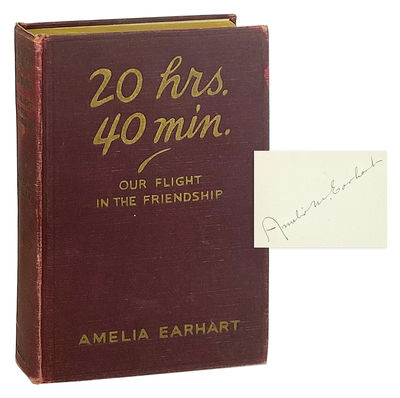 20 hrs.
40 min.
OUR FLIGHT
IN THE FRIENDSHIP
AMELIA EARHART
Amelia M. Earhart